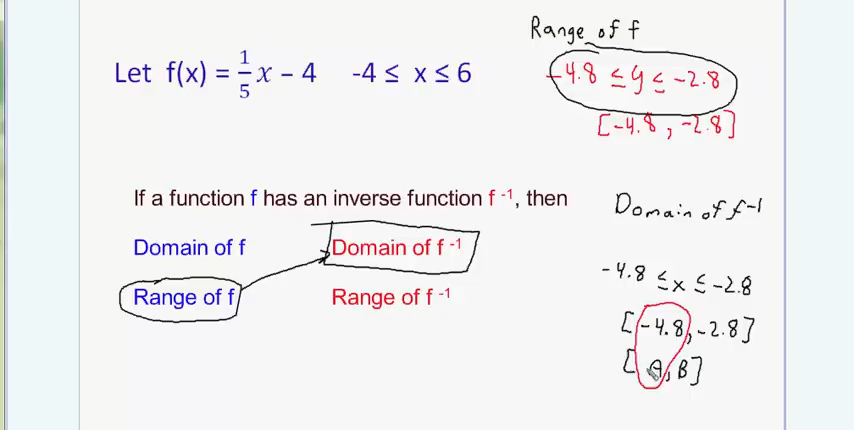 Range of f
Let f(x) = 1/5 x – 4 -4 ≤ x ≤ 6
-4.8 ≤ y ≤ -2.8
[-4.8, -2.8]
If a function f has an inverse function f -1, then
Domain of f-1
Domain of f Domain of f -1
-4.8 ≤ x ≤ -2.8
Range of f Range of f -1
[-4.8, -2.8]
[ A, B]